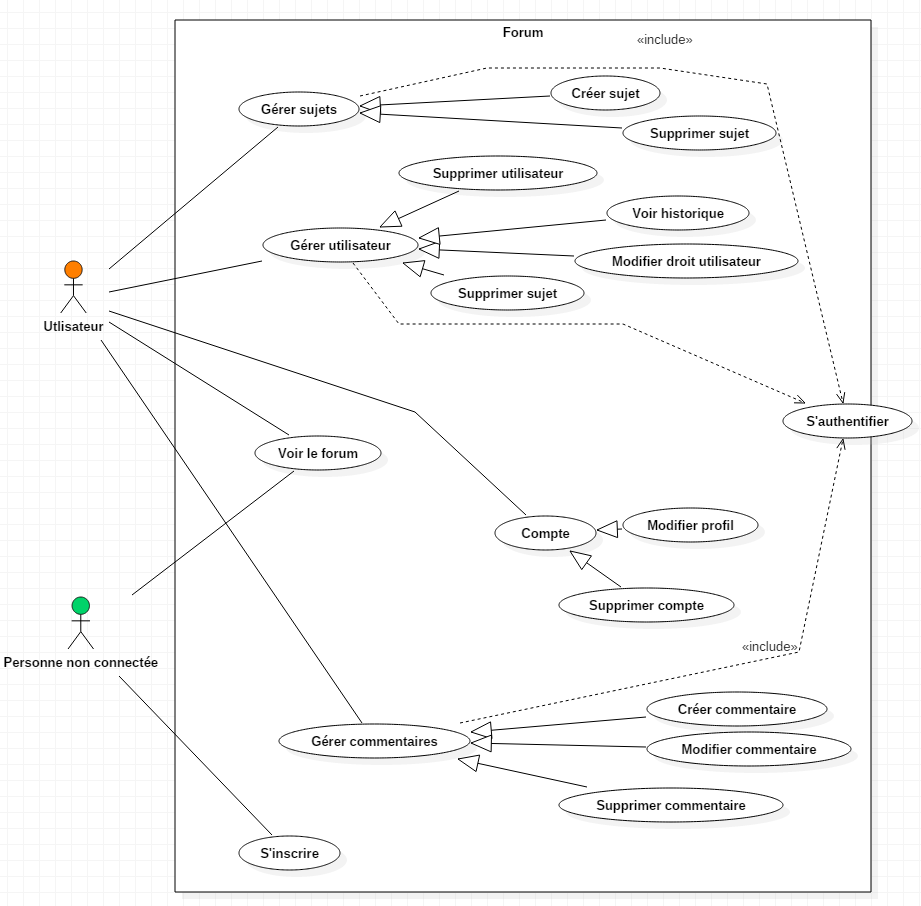 Forum
«include»
Créer sujet
Gérer sujets
Supprimer sujet
Supprimer utilisateur
Voir historique
Gérer utilisateur
Modifier droit utilisateur
Supprimer sujet
Utlisateur
S'authentifier
Voir le forum
Modifier profil
Compte
Supprimer compte
«include»
Personne non connectée
Créer commentaire
Gérer commentaires
Modifier commentaire
Supprimer commentaire
S'inscrire